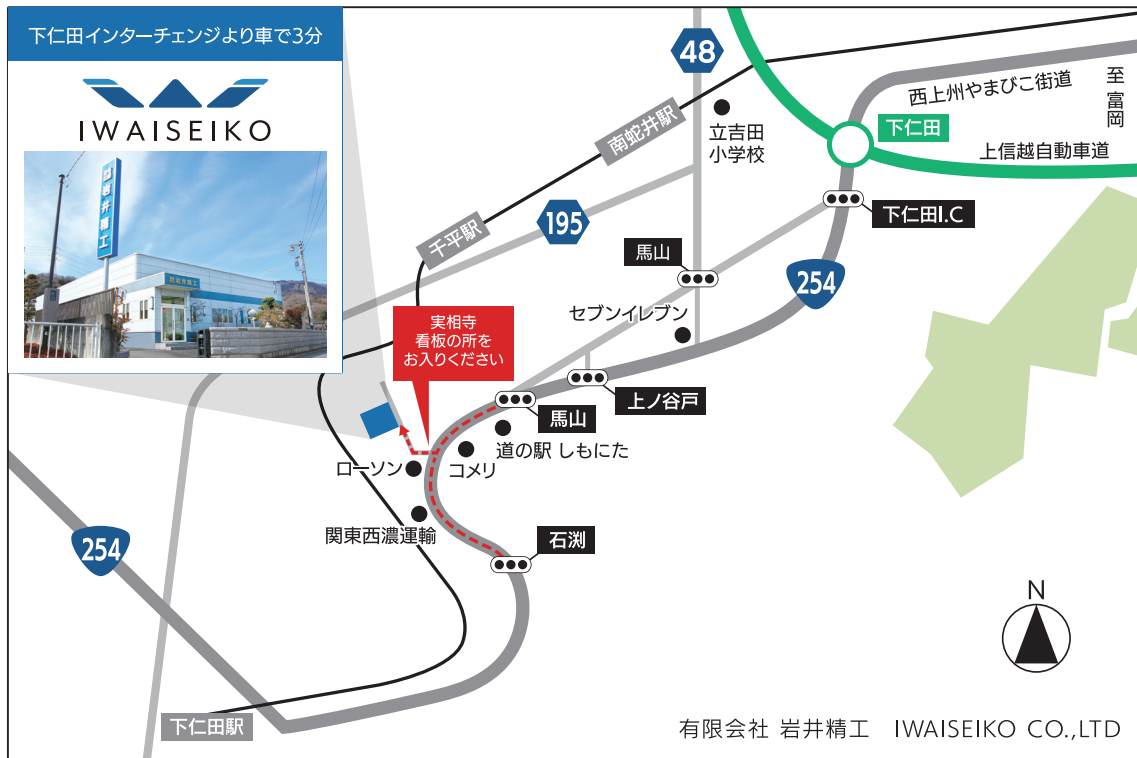 下仁田インターチェンジより車で3分
IWAISEIKO
岩井精工
48
立吉田
小学校
南蛇井駅
千平駅
195
西上州やまびこ街道
至
富岡
下仁田
上信越自動車道
下仁田I.C
馬山
254
セブンイレブン
実相寺
看板の所を
お入りください
上ノ谷戸
馬山
道の駅 しもにた
コメリ
ローソン
関東西濃運輸
石渕
254
下仁田駅
N
有限会社 岩井精工 IWAISEIKO CO.,LTD